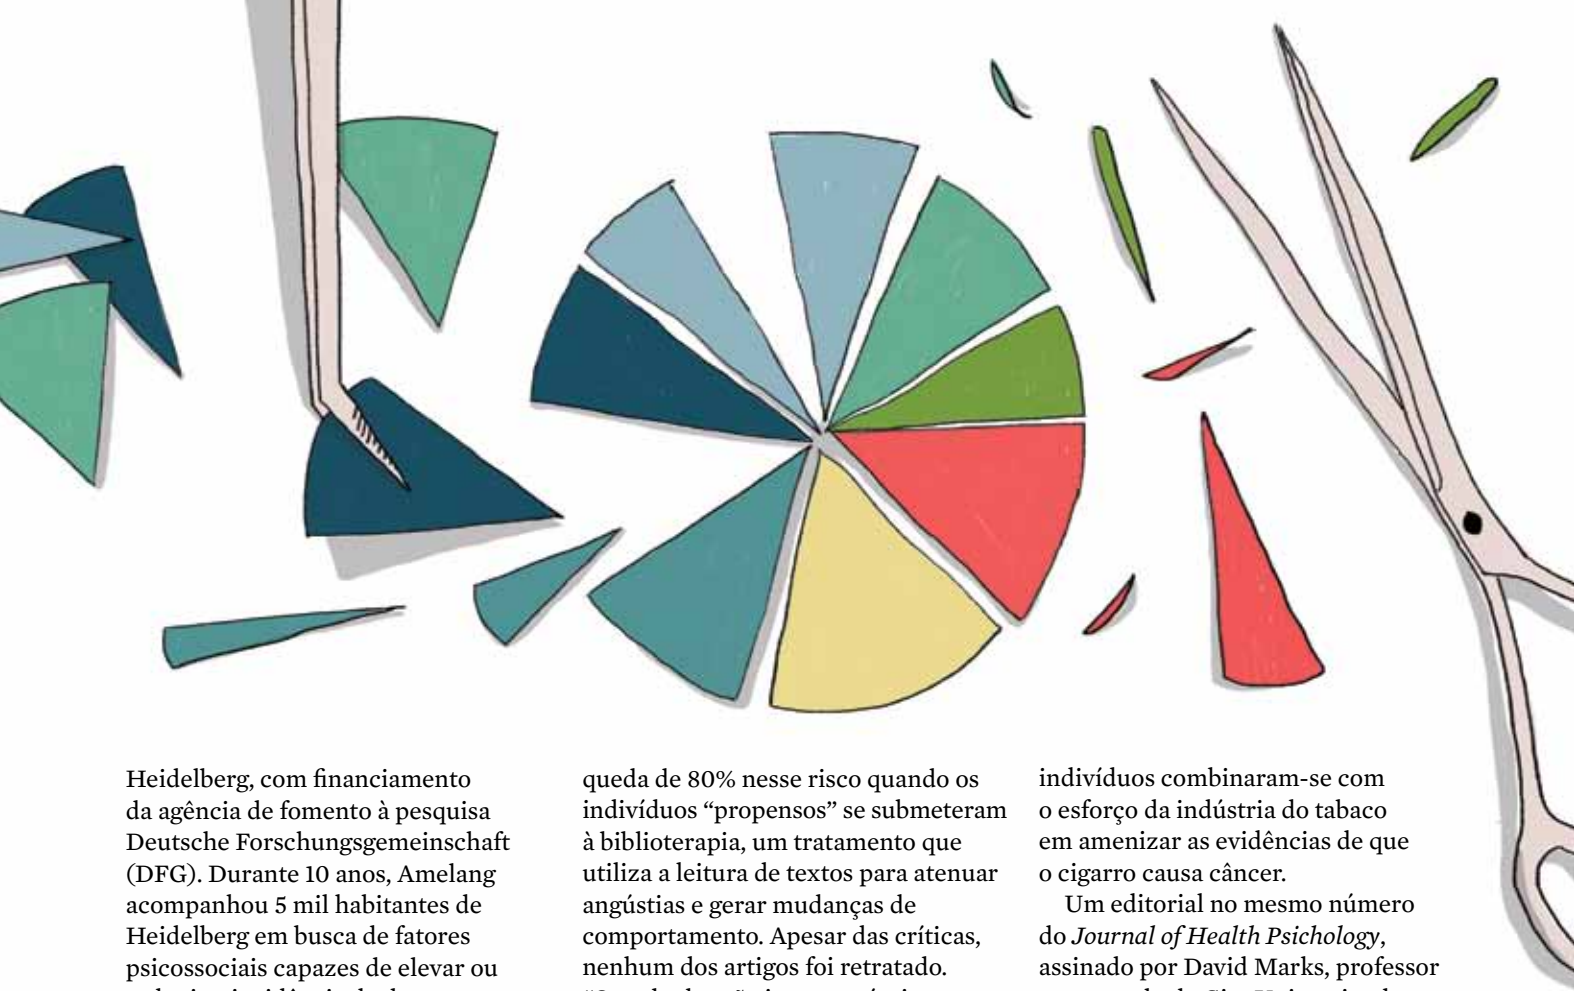 Heidelberg, com financiamento
da agência de fomento à pesquisa
Deutsche Forschungsgemeinschaft
(DFG). Durante 10 anos, Amelang
acompanhou 5 mil habitantes de
Heidelberg em busca de fatores
psicossociais capazes de elevar ou
queda de 80% nesse risco quando os
indivíduos “propensos” se submeteram
à biblioterapia, um tratamento que
utiliza a leitura de textos para atenuar
angústias e gerar mudanças de
comportamento. Apesar das críticas,
nenhum dos artigos foi retratado.
indivíduos combinaram-se com
o esforço da indústria do tabaco
em amenizar as evidências de que
o cigarro causa câncer.
Um editorial no mesmo número
do Journal of Health Psichology,
assinado por David Marks, professor